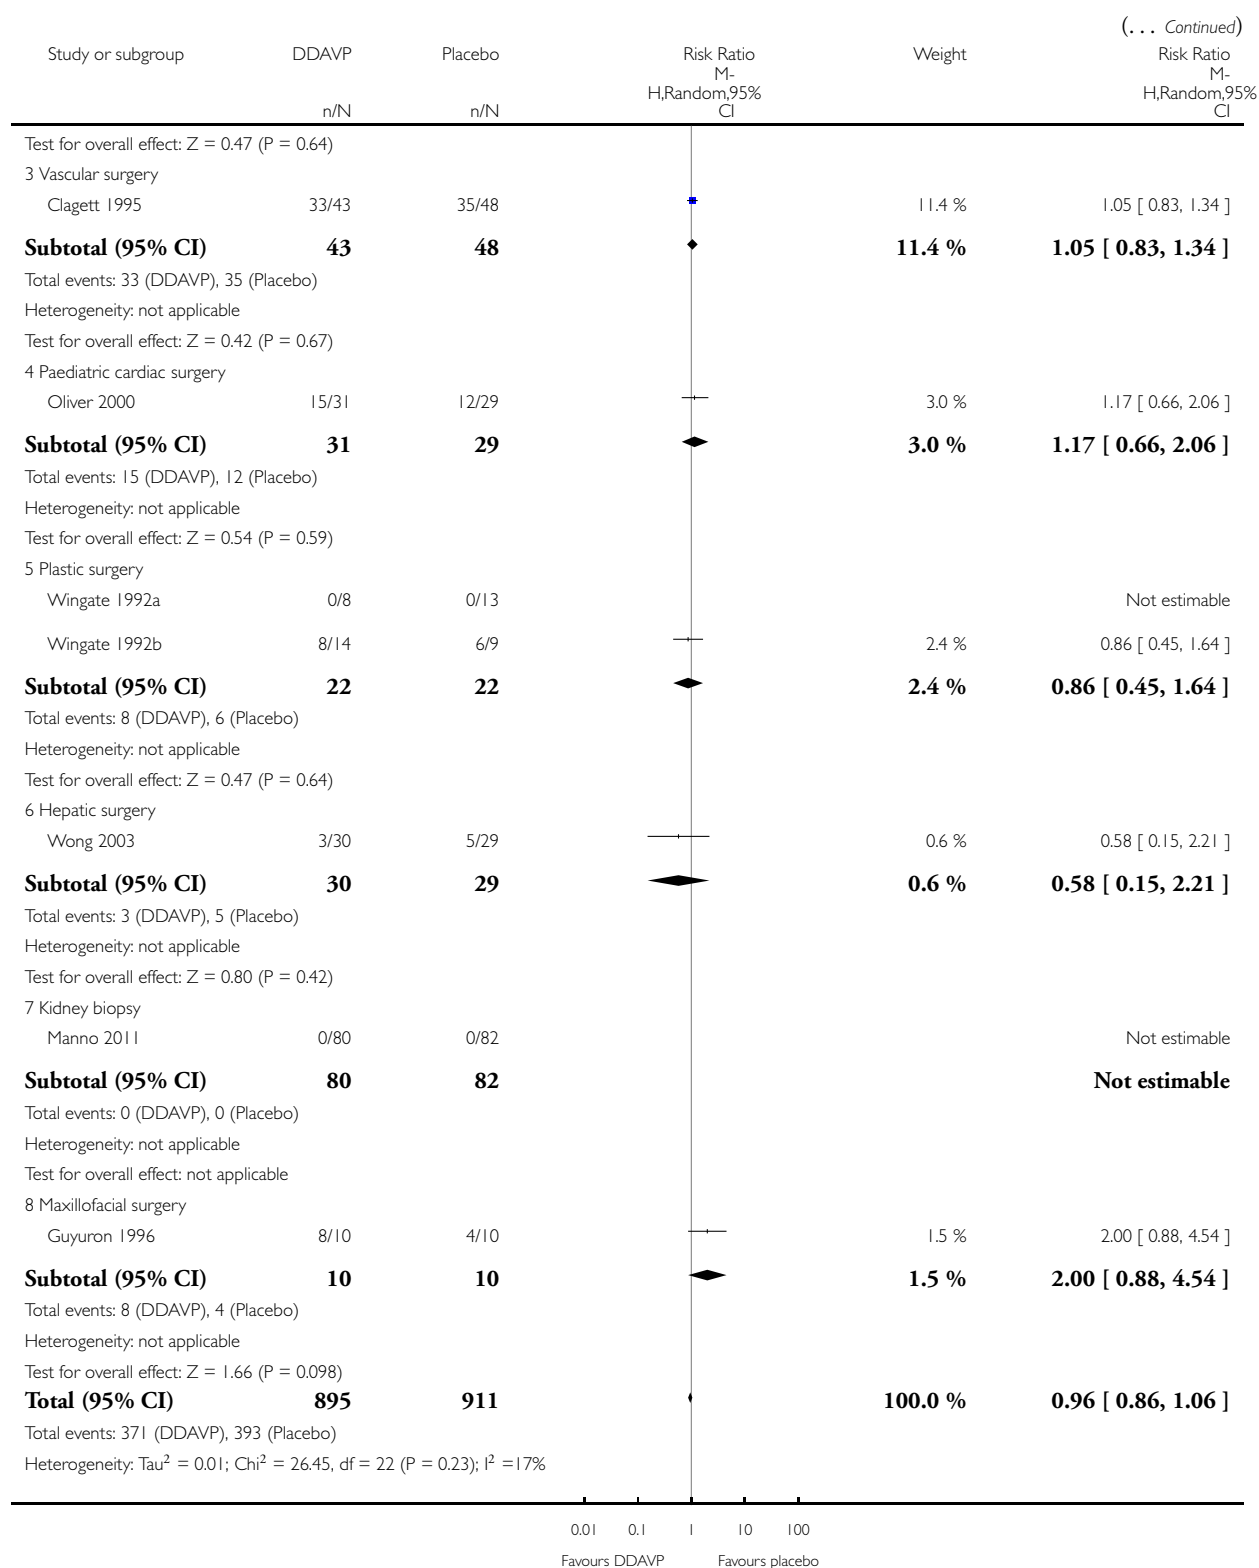 (... Continued)
Study or subgroup DDAVP Placebo Risk Ratio Weight Risk Ratio
M- M-
H,Random,95% H,Random,95%
n/N n/N CI CI
Test for overall effect: Z = 0.47 (P = 0.64)
3 Vascular surgery
Clagett 1995 33/43 35/48 11.4 % 1.05 [ 0.83, 1.34 ]
Subtotal (95% CI) 43 48 11.4 % 1.05 [ 0.83, 1.34 ]
Total events: 33 (DDAVP), 35 (Placebo)
Heterogeneity: not applicable
Test for overall effect: Z = 0.42 (P = 0.67)
4 Paediatric cardiac surgery
Oliver 2000 15/31 12/29 3.0 % 1.17 [ 0.66, 2.06 ]
Subtotal (95% CI) 31 29 3.0 % 1.17 [ 0.66, 2.06 ]
Total events: 15 (DDAVP), 12 (Placebo)
Heterogeneity: not applicable
Test for overall effect: Z = 0.54 (P = 0.59)
5 Plastic surgery
Wingate 1992a 0/8 0/13 Not estimable
Wingate 1992b 8/14 6/9 2.4 % 0.86 [ 0.45, 1.64 ]
Subtotal (95% CI) 22 22 2.4 % 0.86 [ 0.45, 1.64 ]
Total events: 8 (DDAVP), 6 (Placebo)
Heterogeneity: not applicable
Test for overall effect: Z = 0.47 (P = 0.64)
6 Hepatic surgery
Wong 2003 3/30 5/29 0.6 % 0.58 [ 0.15, 2.21 ]
Subtotal (95% CI) 30 29 0.6 % 0.58 [ 0.15, 2.21 ]
Total events: 3 (DDAVP), 5 (Placebo)
Heterogeneity: not applicable
Test for overall effect: Z = 0.80 (P = 0.42)
7 Kidney biopsy
Manno 2011 0/80 0/82 Not estimable
Subtotal (95% CI) 80 82 Not estimable
Total events: 0 (DDAVP), 0 (Placebo)
Heterogeneity: not applicable
Test for overall effect: not applicable
8 Maxillofacial surgery
Guyuron 1996 8/10 4/10 1.5 % 2.00 [ 0.88, 4.54 ]
Subtotal (95% CI) 10 10 1.5 % 2.00 [ 0.88, 4.54 ]
Total events: 8 (DDAVP), 4 (Placebo)
Heterogeneity: not applicable
Test for overall effect: Z = 1.66 (P = 0.098)
Total (95% CI) 895 911 100.0 % 0.96 [ 0.86, 1.06 ]
Total events: 371 (DDAVP), 393 (Placebo)
Heterogeneity: Tau² = 0.01; Chi² = 26.45, df = 22 (P = 0.23); I² =17%
0.01 0.1 1 10 100
Favours DDAVP Favours placebo